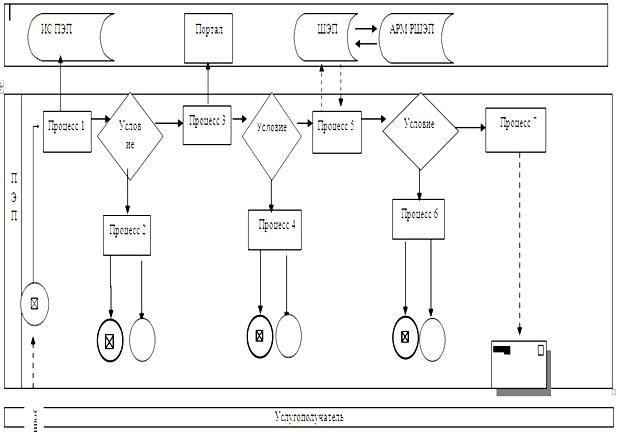 ИС ПЭП
Портал
ШЭП
АРМ РШЭП
Процесс 1
Услов
ие
Процесс 3
Условие
Процесс 5
Условие
Процесс 7
П
Э
П
Процесс 2
Процесс 4
Процесс 6
Услугополучатель